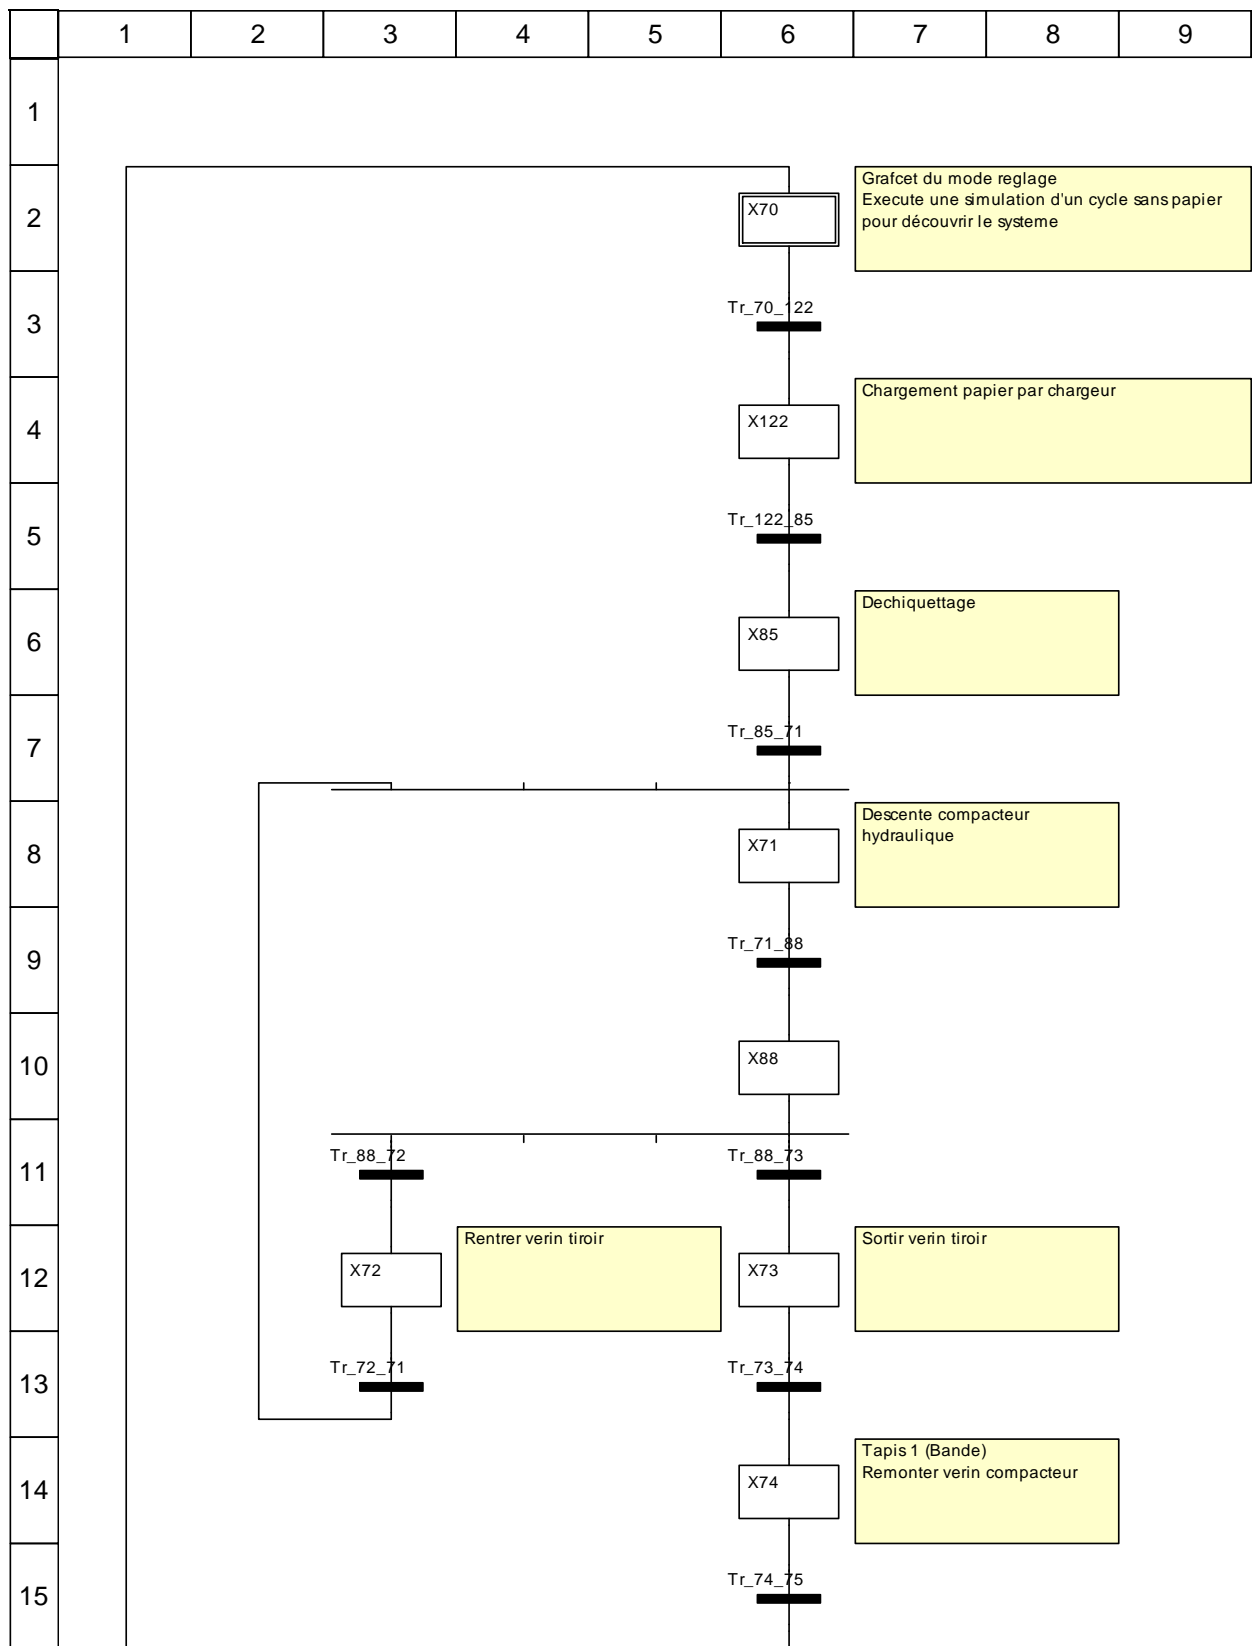 1 2 3 4 5 6 7 8 9
1
2
X70
Grafcet du mode reglage
Execute une simulation d'un cycle sans papier
pour découvrir le systeme
3
Tr_70_122
4
X122
Chargement papier par chargeur
5
Tr_122_85
6
X85
Dechiquettage
7
Tr_85_71
8
X71
Descente compacteur
hydraulique
9
Tr_71_88
10
X88
11
Tr_88_72
Tr_88_73
12
X72
Rentrer verin tiroir
X73
Sortir verin tiroir
13
Tr_72_71
Tr_73_74
14
X74
Tapis 1 (Bande)
Remonter verin compacteur
15
Tr_74_75